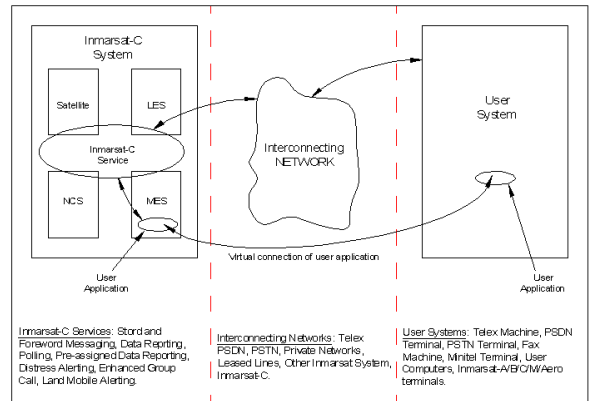 Inmarsat-C
System
Satellite
LES
Inmarsat-C
Service
NCS
MES
User
Application
Interconnecting
NETWORK
Virtual connection of user application
User
System
User
Application
Inmarsat-C Services: Stord and
Foreword Messaging, Data Reprting,
Polling, Pre-assigned Data Reporting,
Distress Alerting, Enhanced Group
Call, Land Mobile Alerting.
Interconnecting Networks: Telex
PSDN, PSTN, Private Networks,
Leased Lines, Other Inmarsat System,
Inmarsat-C.
User Systems: Telex Machine, PSDN
Terminal, PSTN Terminal, Fax
Machine, Minitel Terminal, User
Computers, Inmarsat-A/B/C/M/Aero
terminals.